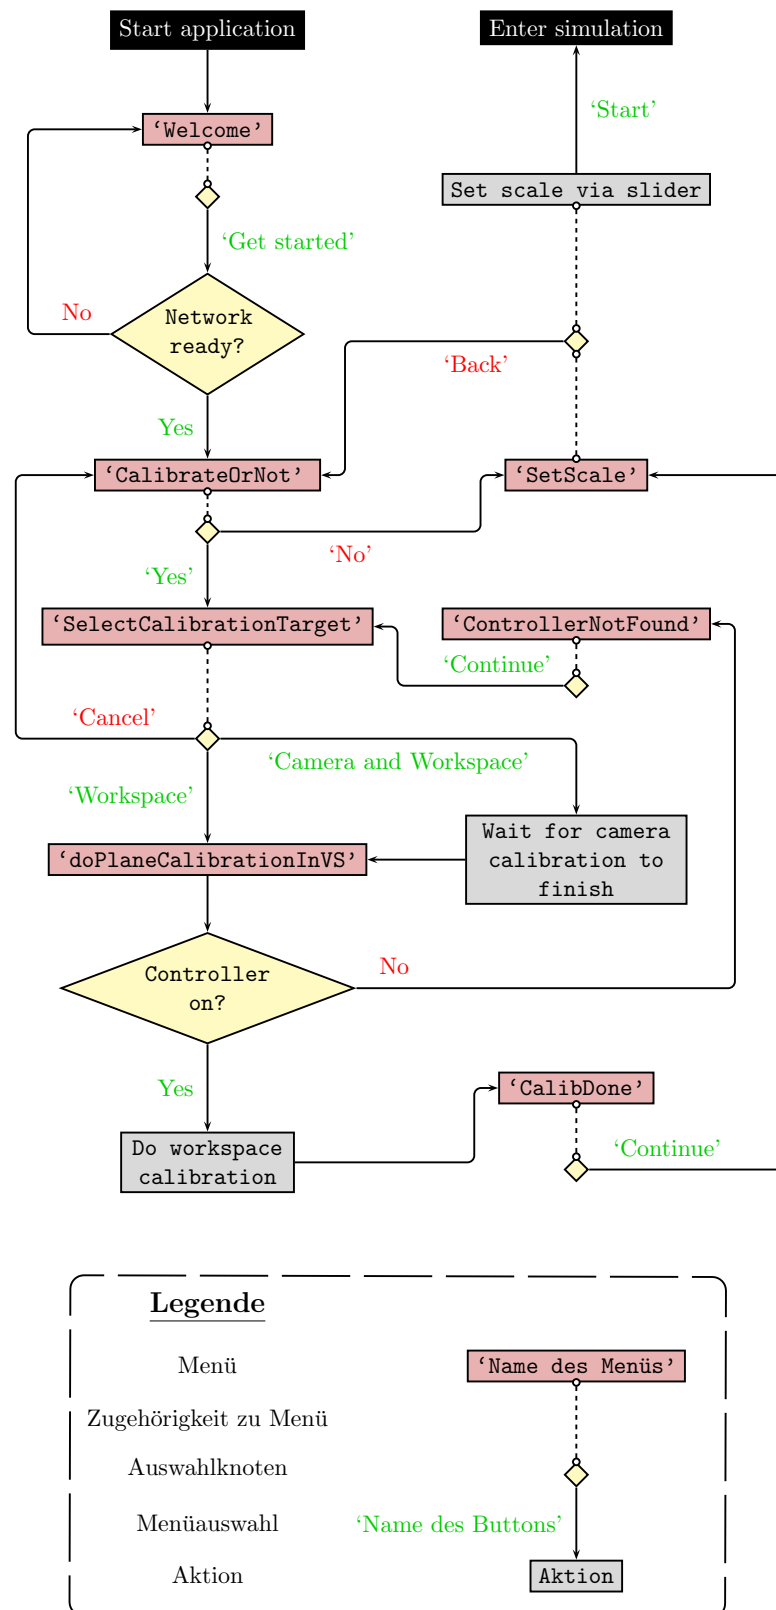 Start application
Enter simulation
‘Start’
‘Welcome’
Set scale via slider
‘Get started’
No
Network
ready?
‘Back’
Yes
‘CalibrateOrNot’
‘SetScale’
‘No’
‘Yes’
‘SelectCalibrationTarget’
‘ControllerNotFound’
‘Continue’
‘Cancel’
‘Camera and Workspace’
‘Workspace’
Wait for camera
calibration to
finish
‘doPlaneCalibrationInVS’
Controller
on?
No
Yes
‘CalibDone’
Do workspace
calibration
‘Continue’
Legende
Menü
‘Name des Menüs’
Zugehörigkeit zu Menü
Auswahlknoten
Menüauswahl
‘Name des Buttons’
Aktion
Aktion